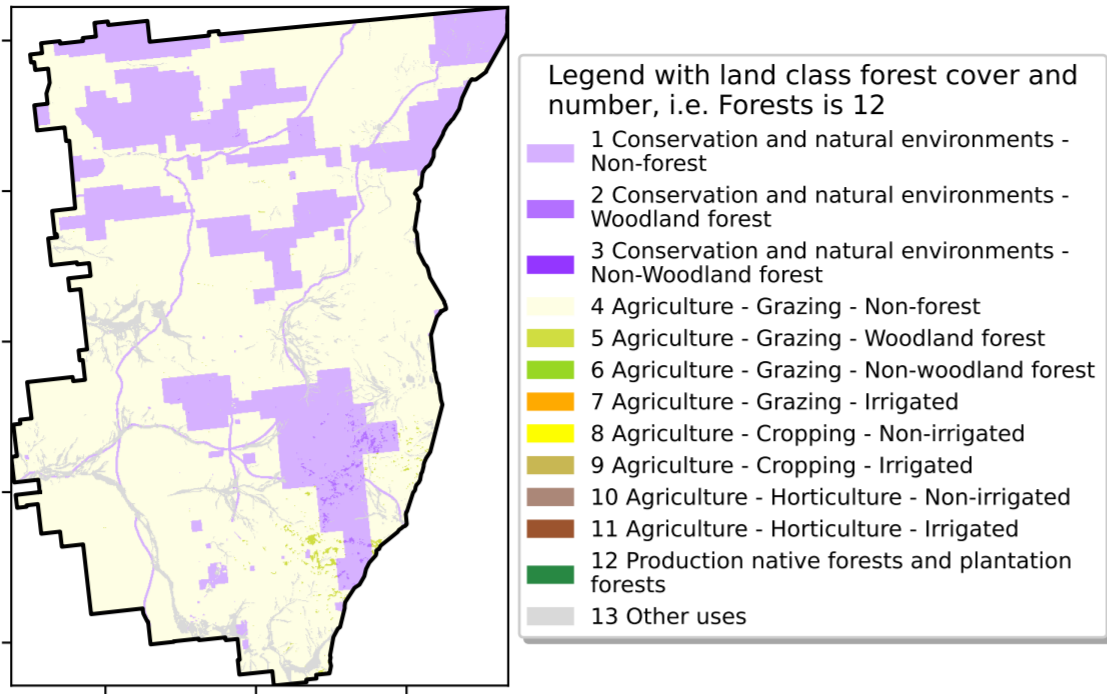 Legend with land class forest cover and
number, i.e. Forests is 12
1 Conservation and natural environments -
Non-forest
2 Conservation and natural environments -
Woodland forest
3 Conservation and natural environments -
Non-Woodland forest
4 Agriculture - Grazing - Non-forest
5 Agriculture - Grazing - Woodland forest
6 Agriculture - Grazing - Non-woodland forest
7 Agriculture - Grazing - Irrigated
8 Agriculture - Cropping - Non-irrigated
9 Agriculture - Cropping - Irrigated
10 Agriculture - Horticulture - Non-irrigated
11 Agriculture - Horticulture - Irrigated
12 Production native forests and plantation
forests
13 Other uses